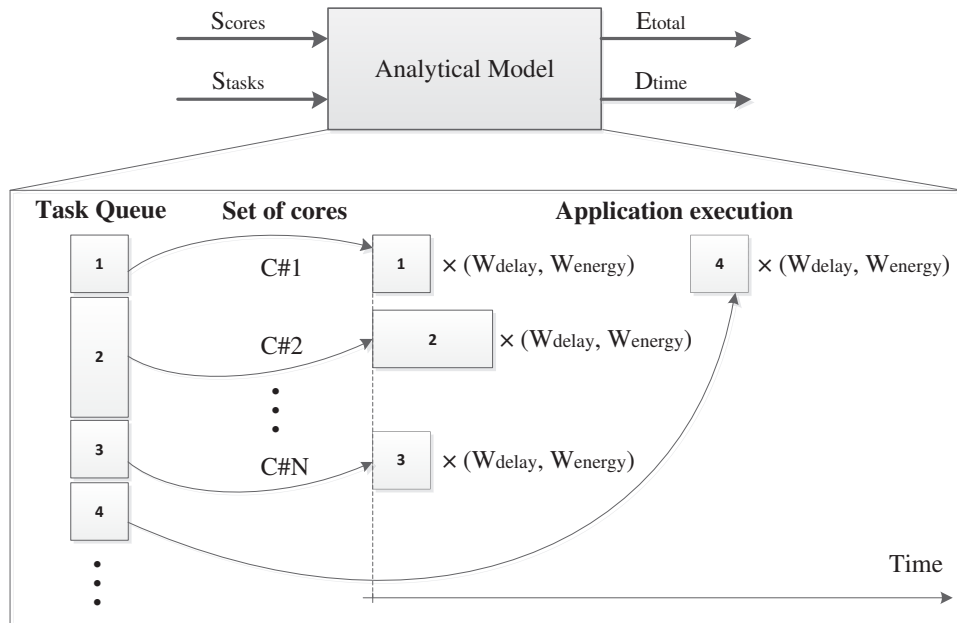 Scores
Etotal
Analytical Model
Stasks
Dtime
Task Queue
Set of cores
Application execution
1
C#1
1
× (Wdelay, Wenergy)
4
× (Wdelay, Wenergy)
2
C#2
2
× (Wdelay, Wenergy)
3
C#N
3
× (Wdelay, Wenergy)
4
Time